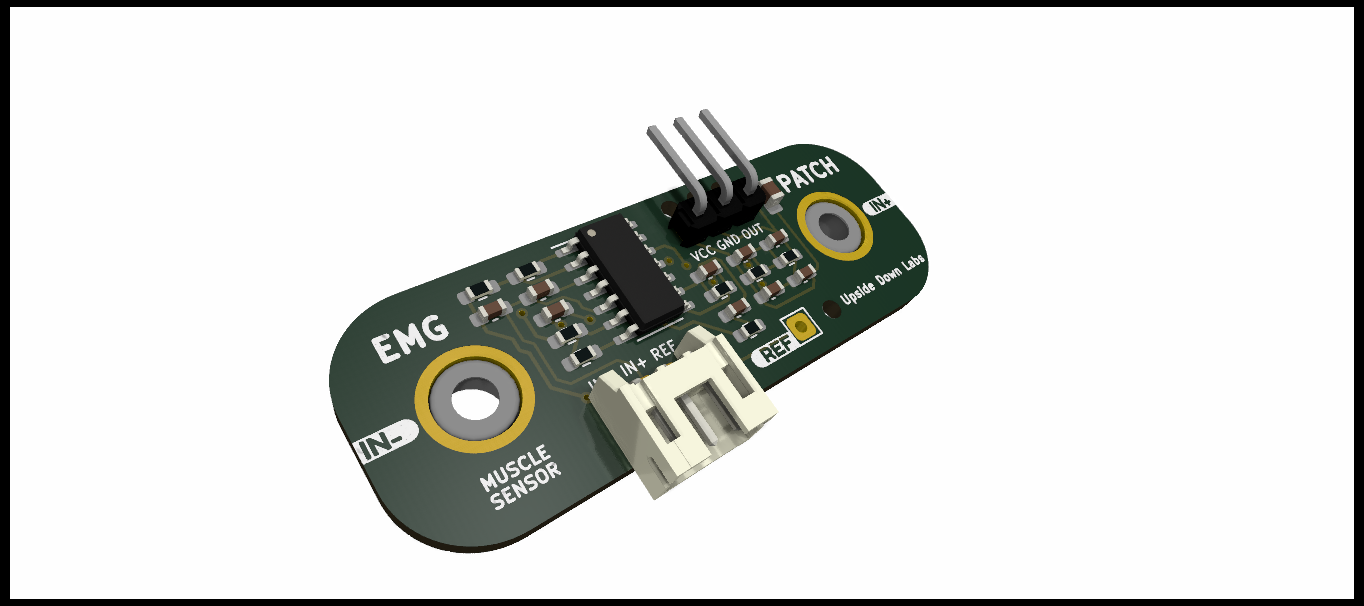 PATCH
IN+
VCC GND OUT
Upside Down Labs
EMG
REF
IN+ REF
IN-
MUSCLE
SENSOR